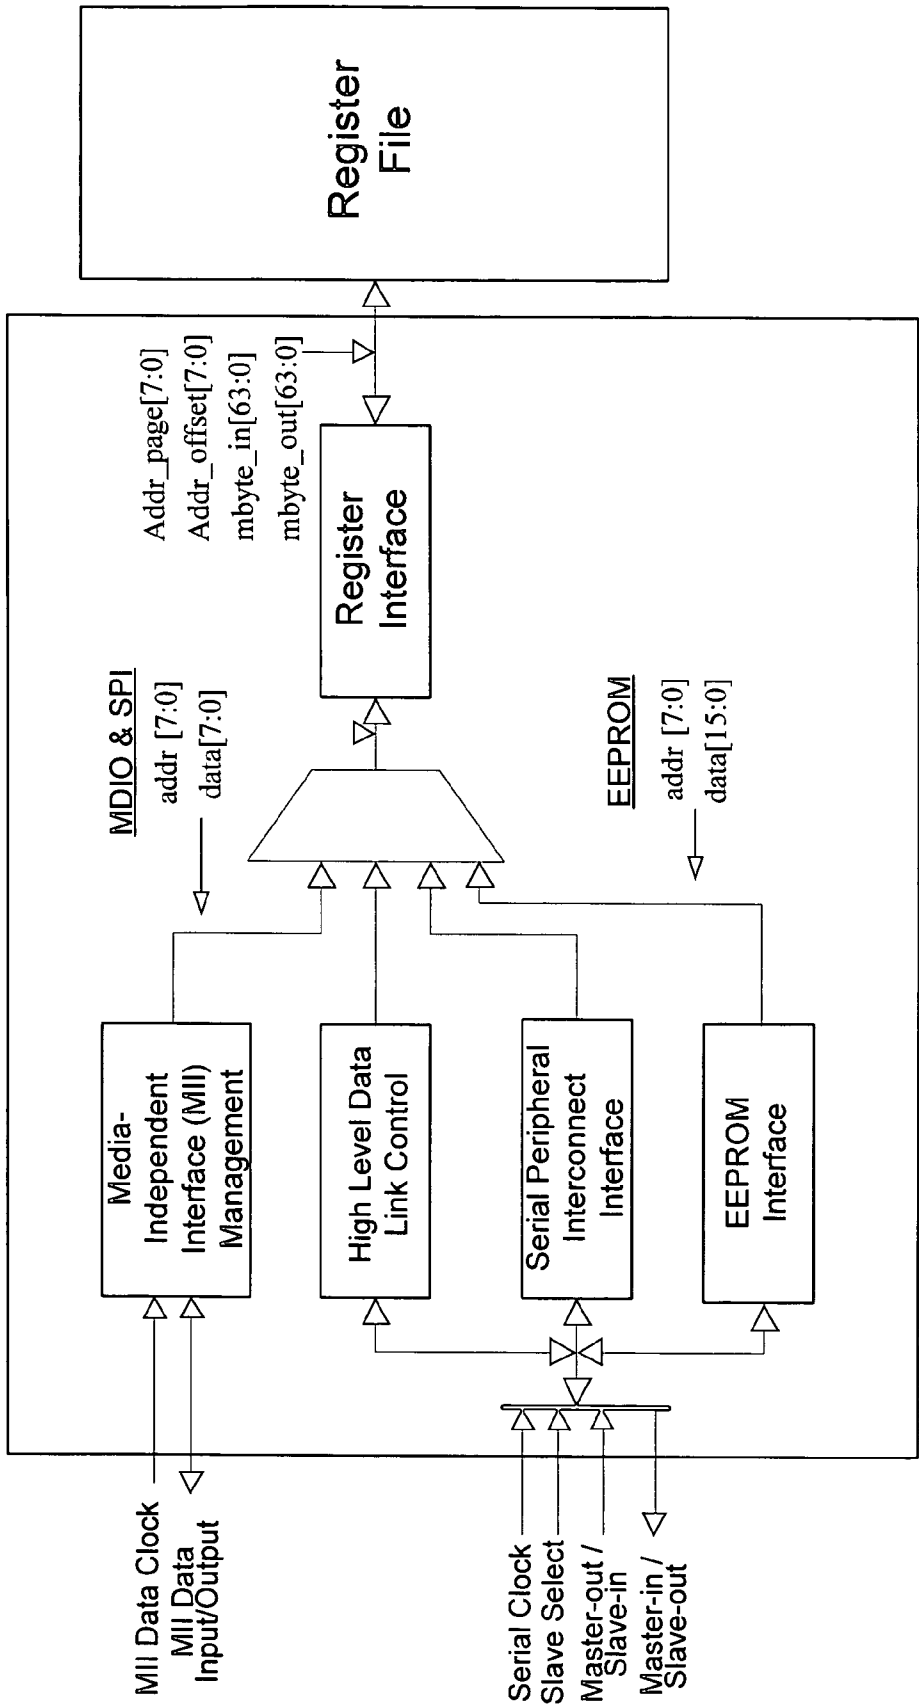 MII Data Clock
MII Data
Input/Output
Serial Clock
Slave Select
Master-out /
Slave-in
Master-in /
Slave-out
Media-
Independent
Interface (MII)
Management
High Level Data
Link Control
Serial Peripheral
Interconnect
Interface
EEPROM
Interface
MDIO & SPI
addr [7:0]
data[7:0]
EEPROM
addr [7:0]
data[15:0]
Register
Interface
Addr_page[7:0]
Addr_offset[7:0]
mbyte_in[63:0]
mbyte_out[63:0]
Register
File